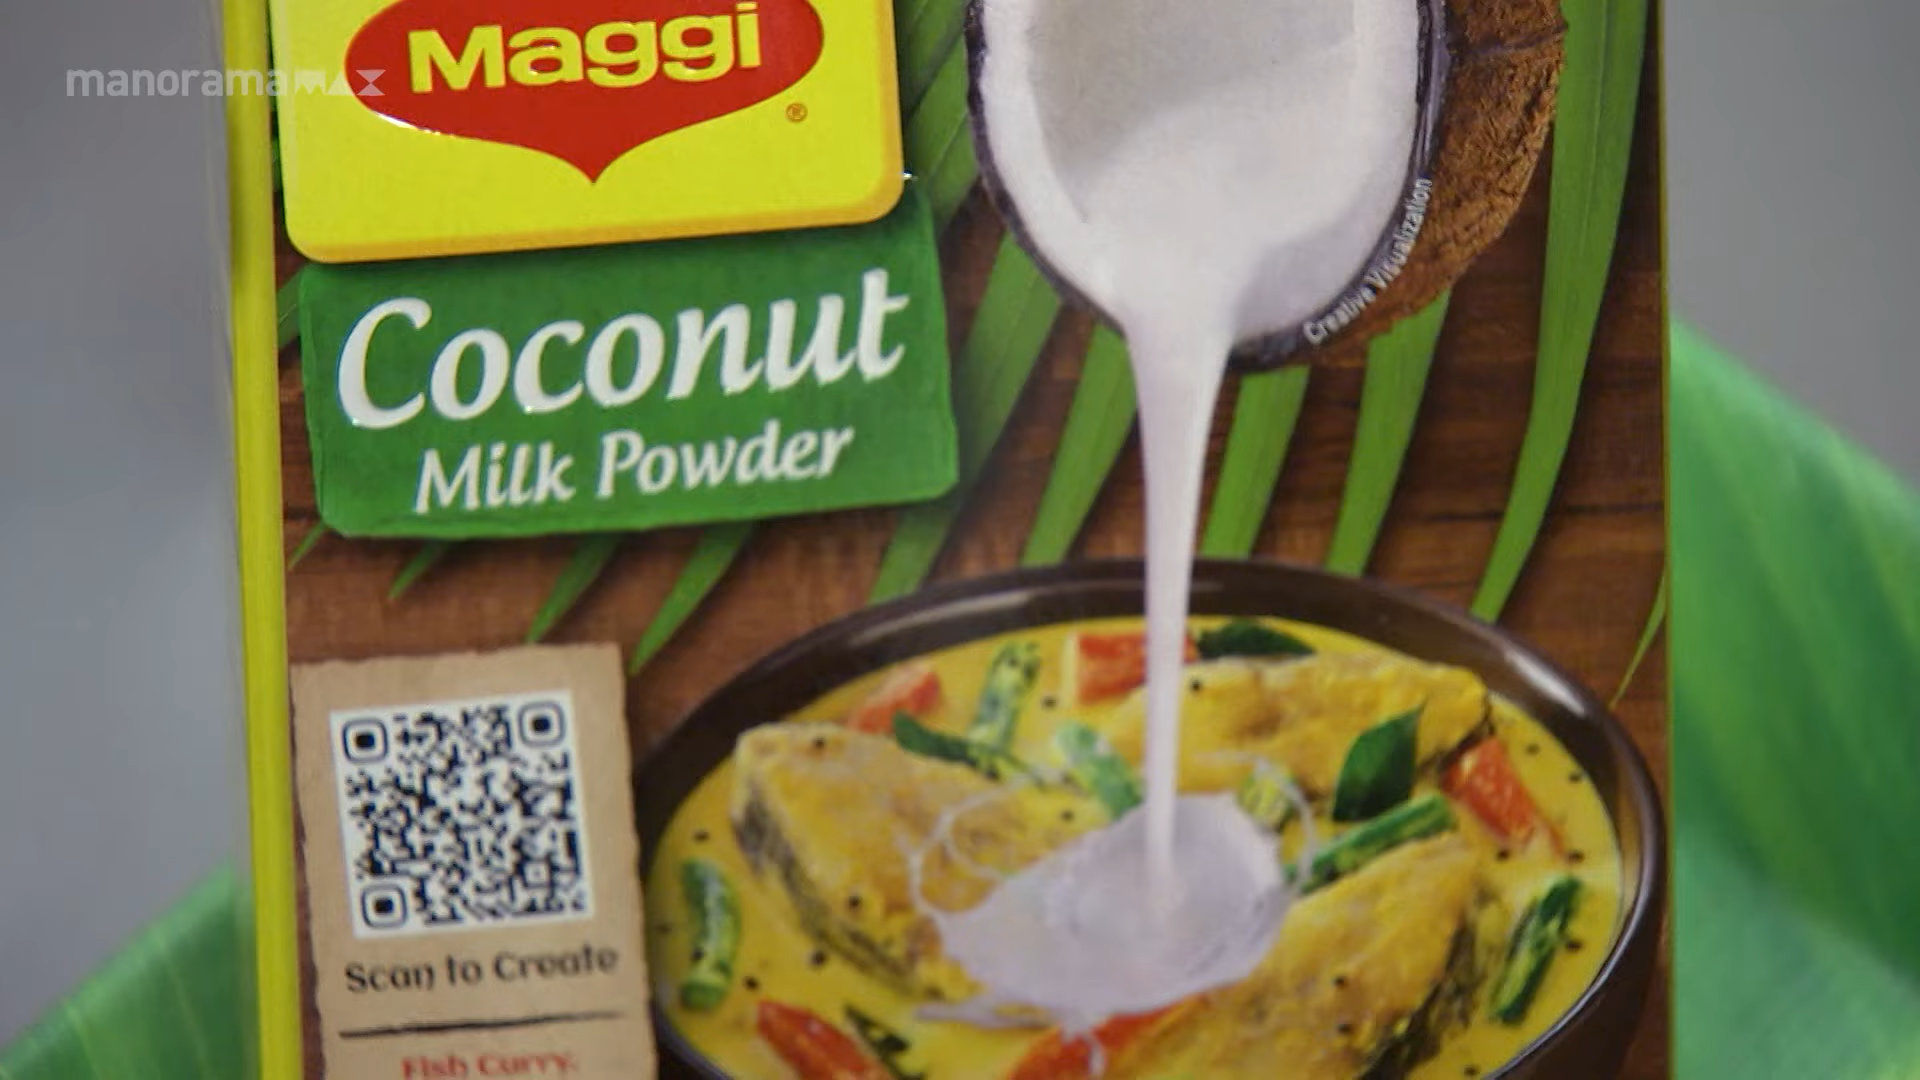 manoramaMAX
Maggi
®
Coconut
Milk Powder
Creative Visualization
Scan to Create
Fish Curry,